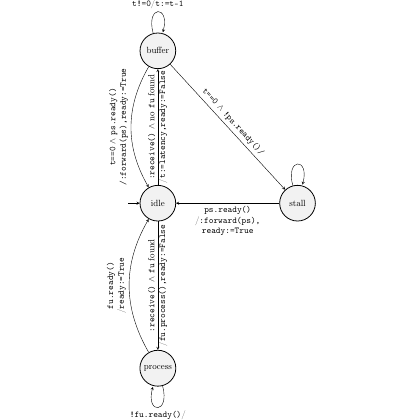 t!=0/t:=t-1
buffer
t==0 ∧ ps.ready()
/:forward(ps),ready:=True
:receive() ∧ no fu found
/t:=latency,ready:=False
t==0 ∧ !ps.ready()/
idle
stall
ps.ready()
/:forward(ps),
ready:=True
fu.ready()
/ready:=True
:receive() ∧ fu found
/fu.process(),ready:=False
process
!fu.ready()/